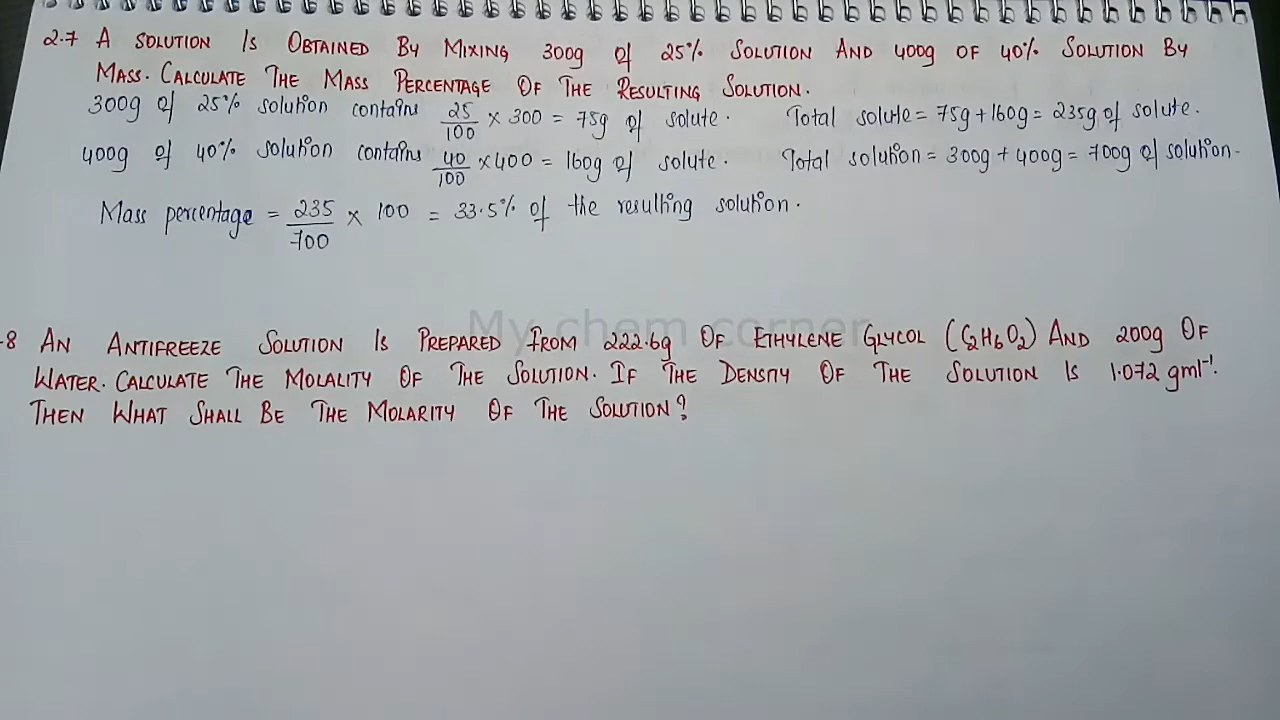 2.7 A SOLUTION IS OBTAINED BY MIXING 300g of 25% SOLUTION AND 400g OF 40% SOLUTION BY
MASS. CALCULATE THE MASS PERCENTAGE OF THE RESULTING SOLUTION.
300g of 25% solution contains 25/100 × 300 = 75g of solute. Total solute = 75g + 160g = 235g of solute.
400g of 40% solution contains 40/100 × 400 = 160g of solute. Total solution = 300g + 400g = 700g of solution.
Mass percentage = 235/700 × 100 = 33.5% of the resulting solution.
My chem corner
.8 AN ANTIFREEZE SOLUTION IS PREPARED FROM 222.6g OF ETHYLENE GLYCOL (C₂H₆O₂) AND 200g OF
WATER. CALCULATE THE MOLALITY OF THE SOLUTION. IF THE DENSITY OF THE SOLUTION IS 1.072 gml⁻¹.
THEN WHAT SHALL BE THE MOLARITY OF THE SOLUTION?